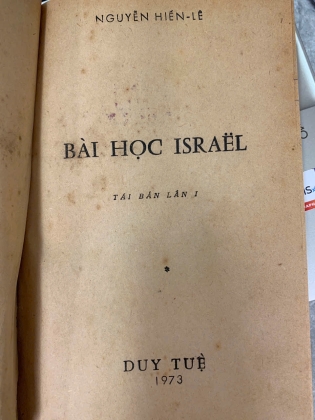 NGUYỄN HIẾN-LÊ
BÀI HỌC ISRAËL
TÁI BẢN LẦN I
*
DUY TUỆ
1973